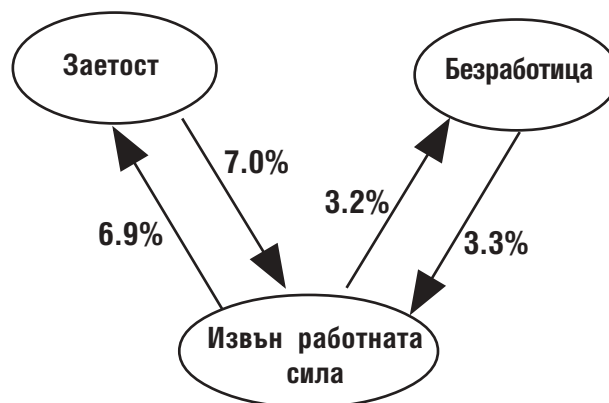 Заетост
Безработица
7.0%
3.2%
6.9%
3.3%
Извън работната
сила